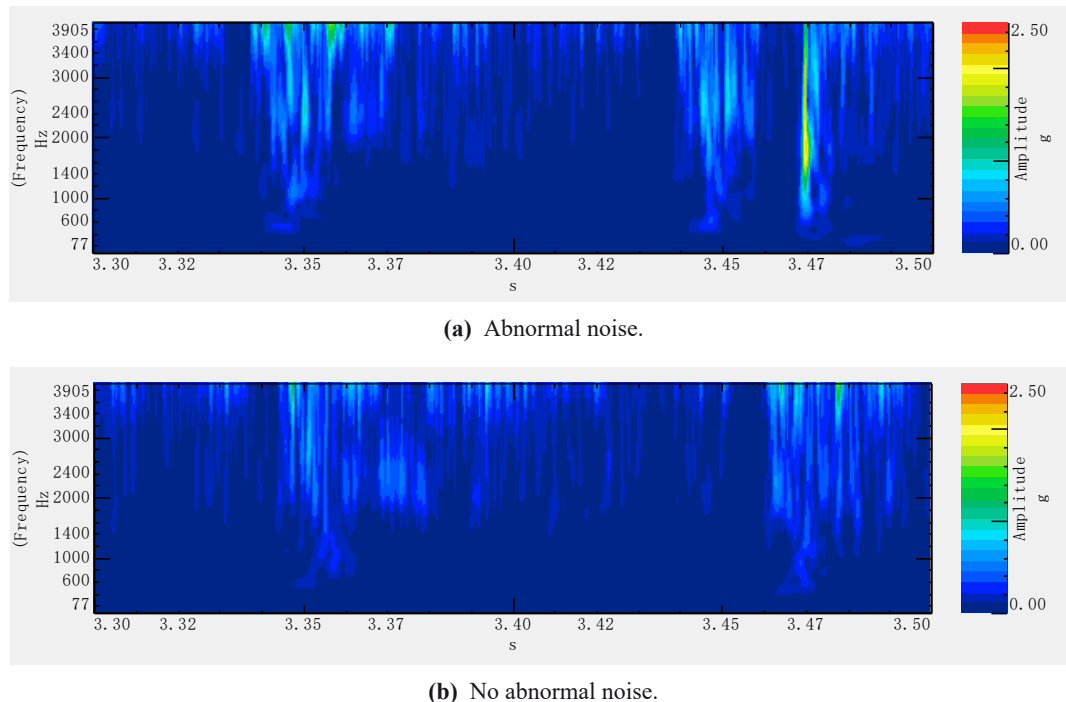 3905
3400
3000
2400
2000
1400
1000
600
77
(Frequency)
Hz
3.30 3.32 3.35 3.37 3.40 3.42 3.45 3.47 3.50
s
2.50
0.00
Amplitude
g
(a) Abnormal noise.
3905
3400
3000
2400
2000
1400
1000
600
77
(Frequency)
Hz
3.30 3.32 3.35 3.37 3.40 3.42 3.45 3.47 3.50
s
2.50
0.00
Amplitude
g
(b) No abnormal noise.